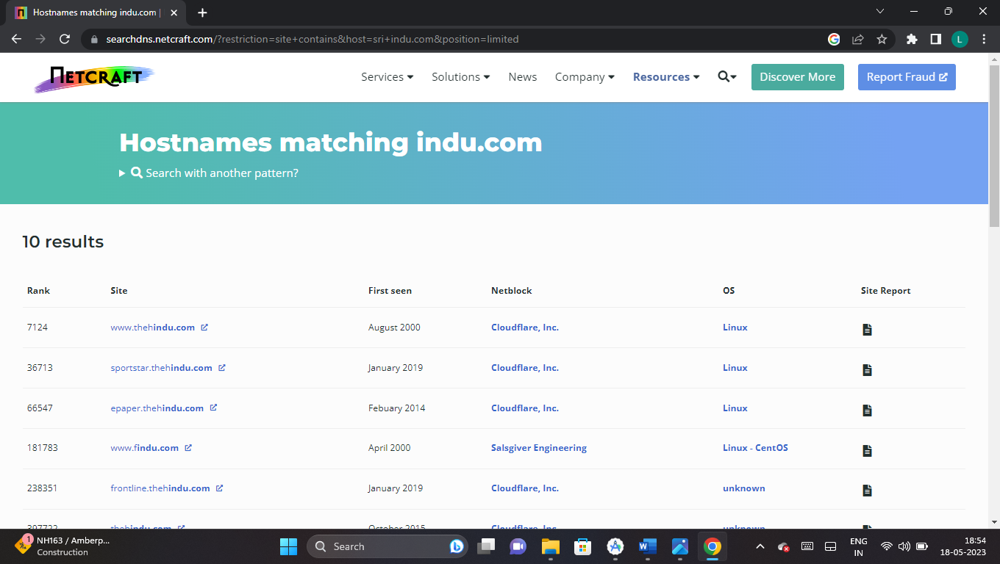 Hostnames matching indu.com |
searchdns.netcraft.com/?restriction=site+contains&host=sri+indu.com&position=limited
L
NETCRAFT
Services Solutions News Company Resources Discover More Report Fraud
Hostnames matching indu.com
Search with another pattern?
10 results
Rank Site First seen Netblock OS Site Report
7124 www.thehindu.com August 2000 Cloudflare, Inc. Linux
36713 sportstar.thehindu.com January 2019 Cloudflare, Inc. Linux
66547 epaper.thehindu.com Febuary 2014 Cloudflare, Inc. Linux
181783 www.findu.com April 2000 Salsgiver Engineering Linux - CentOS
238351 frontline.thehindu.com January 2019 Cloudflare, Inc. unknown
397722 thehindu.com October 2015 Cloudflare, Inc. unknown
1 NH163 / Amberp...
Construction
Search
ENG
IN
18:54
18-05-2023